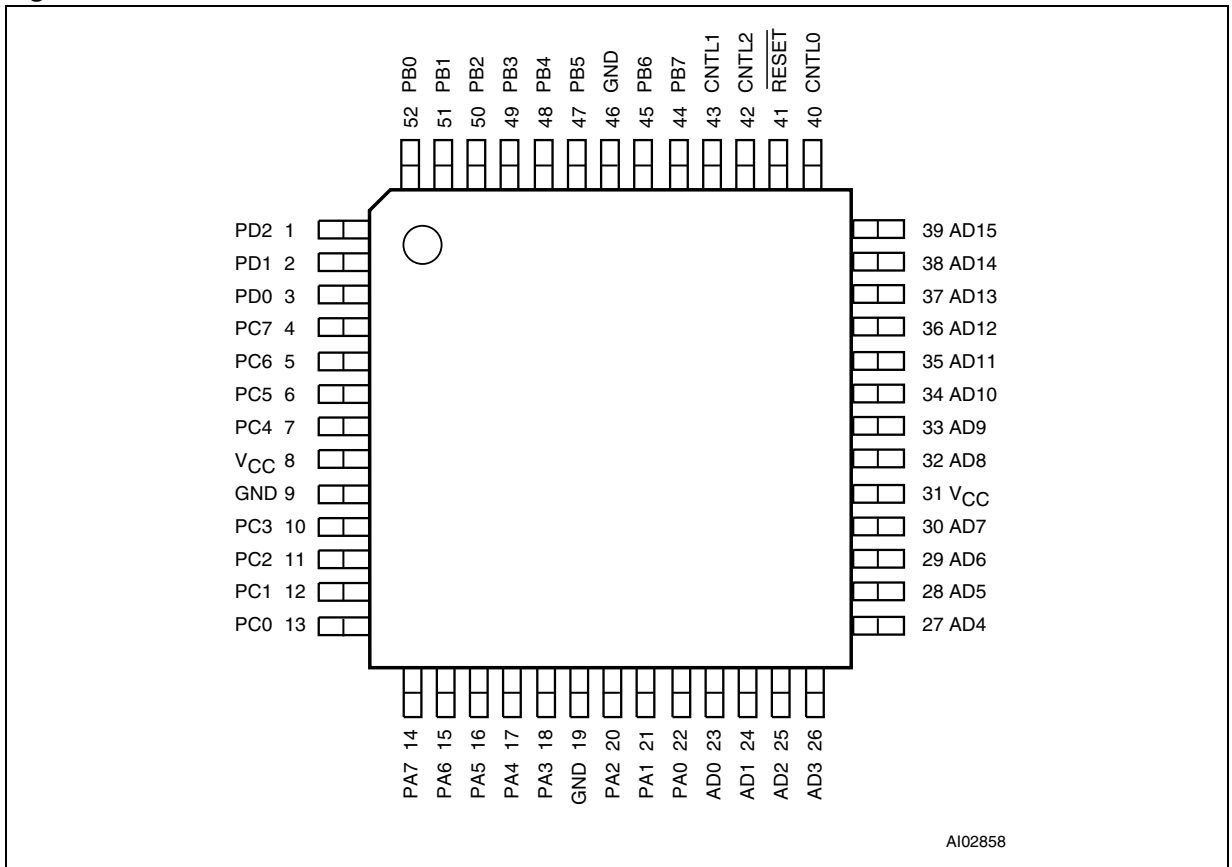 52 PB0
51 PB1
50 PB2
49 PB3
48 PB4
47 PB5
46 GND
45 PB6
44 PB7
43 CNTL1
42 CNTL2
41 RESET
40 CNTL0
PD2 1
PD1 2
PD0 3
PC7 4
PC6 5
PC5 6
PC4 7
VCC 8
GND 9
PC3 10
PC2 11
PC1 12
PC0 13
39 AD15
38 AD14
37 AD13
36 AD12
35 AD11
34 AD10
33 AD9
32 AD8
31 VCC
30 AD7
29 AD6
28 AD5
27 AD4
PA7 14
PA6 15
PA5 16
PA4 17
PA3 18
GND 19
PA2 20
PA1 21
PA0 22
AD0 23
AD1 24
AD2 25
AD3 26
AI02858